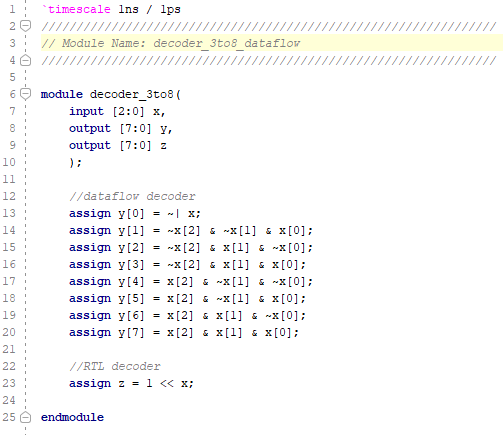 1 `timescale 1ns / 1ps
2 //////////////////////////////////////////////////////////////////
3 // Module Name: decoder_3to8_dataflow
4 //////////////////////////////////////////////////////////////////
5
6 module decoder_3to8(
7 input [2:0] x,
8 output [7:0] y,
9 output [7:0] z
10 );
11
12 //dataflow decoder
13 assign y[0] = ~| x;
14 assign y[1] = ~x[2] & ~x[1] & x[0];
15 assign y[2] = ~x[2] & x[1] & ~x[0];
16 assign y[3] = ~x[2] & x[1] & x[0];
17 assign y[4] = x[2] & ~x[1] & ~x[0];
18 assign y[5] = x[2] & ~x[1] & x[0];
19 assign y[6] = x[2] & x[1] & ~x[0];
20 assign y[7] = x[2] & x[1] & x[0];
21
22 //RTL decoder
23 assign z = 1 << x;
24
25 endmodule